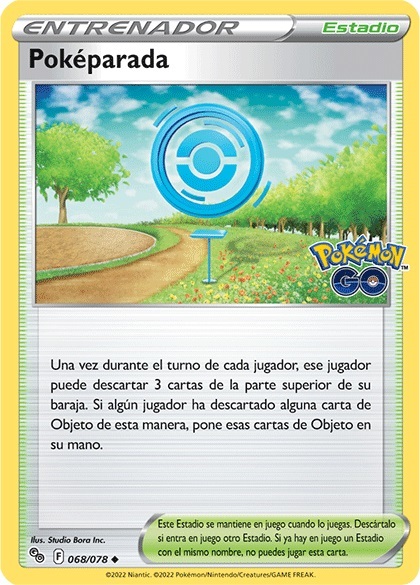 ENTRENADOR
Estadio
Poképarada
Pokémon
GO
TM
Una vez durante el turno de cada jugador, ese jugador
puede descartar 3 cartas de la parte superior de su
baraja. Si algún jugador ha descartado alguna carta de
Objeto de esta manera, pone esas cartas de Objeto en
su mano.
Ilus. Studio Bora Inc.
Este Estadio se mantiene en juego cuando lo juegas. Descártalo
si entra en juego otro Estadio. Si ya hay en juego un Estadio
con el mismo nombre, no puedes jugar esta carta.
F 068/078
©2022 Niantic. ©2022 Pokémon/Nintendo/Creatures/GAME FREAK.